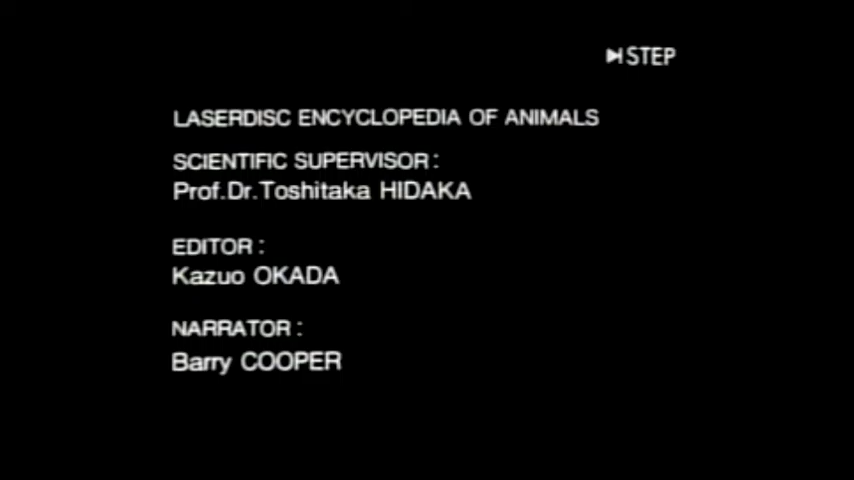 ⏯STEP
LASERDISC ENCYCLOPEDIA OF ANIMALS
SCIENTIFIC SUPERVISOR:
Prof.Dr.Toshitaka HIDAKA
EDITOR:
Kazuo OKADA
NARRATOR:
Barry COOPER